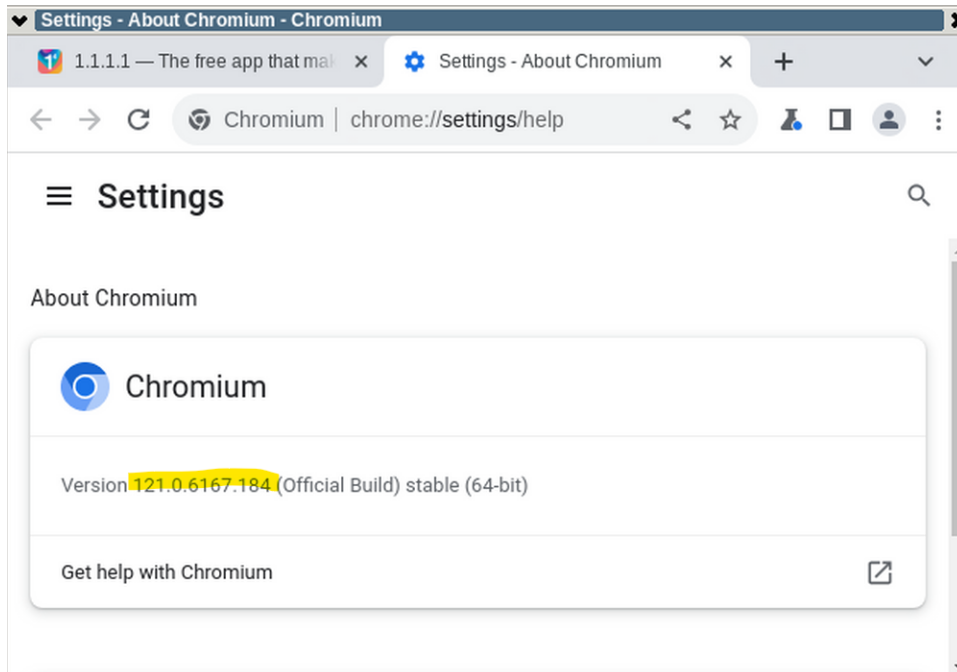 Settings - About Chromium - Chromium
1.1.1.1 — The free app that mak
Settings - About Chromium
Chromium
chrome://settings/help
Settings
About Chromium
Chromium
Version 121.0.6167.184 (Official Build) stable (64-bit)
Get help with Chromium